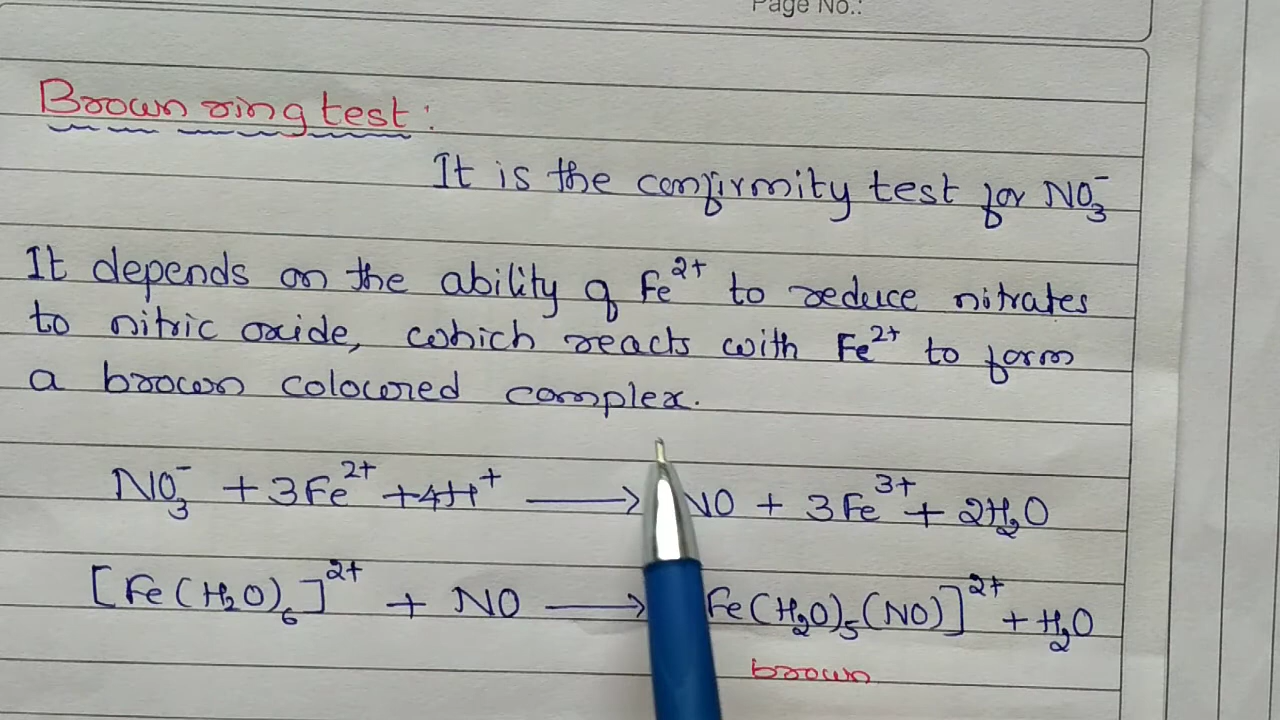 Page No.:
Brown ring test:
It is the confirmity test for NO₃⁻
It depends on the ability of Fe²⁺ to reduce nitrates
to nitric oxide, which reacts with Fe²⁺ to form
a brown coloured complex.
NO₃⁻ + 3Fe²⁺ + 4H⁺ ⟶ NO + 3Fe³⁺ + 2H₂O
[Fe(H₂O)₆]²⁺ + NO ⟶ Fe(H₂O)₅(NO)]²⁺ + H₂O
brown